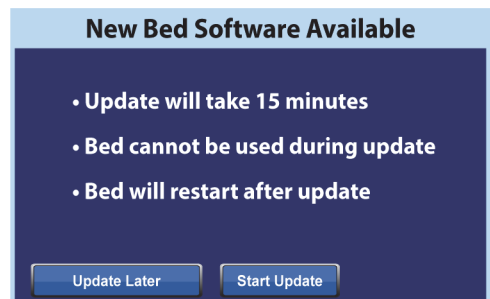 New Bed Software Available
• Update will take 15 minutes
• Bed cannot be used during update
• Bed will restart after update
Update Later Start Update